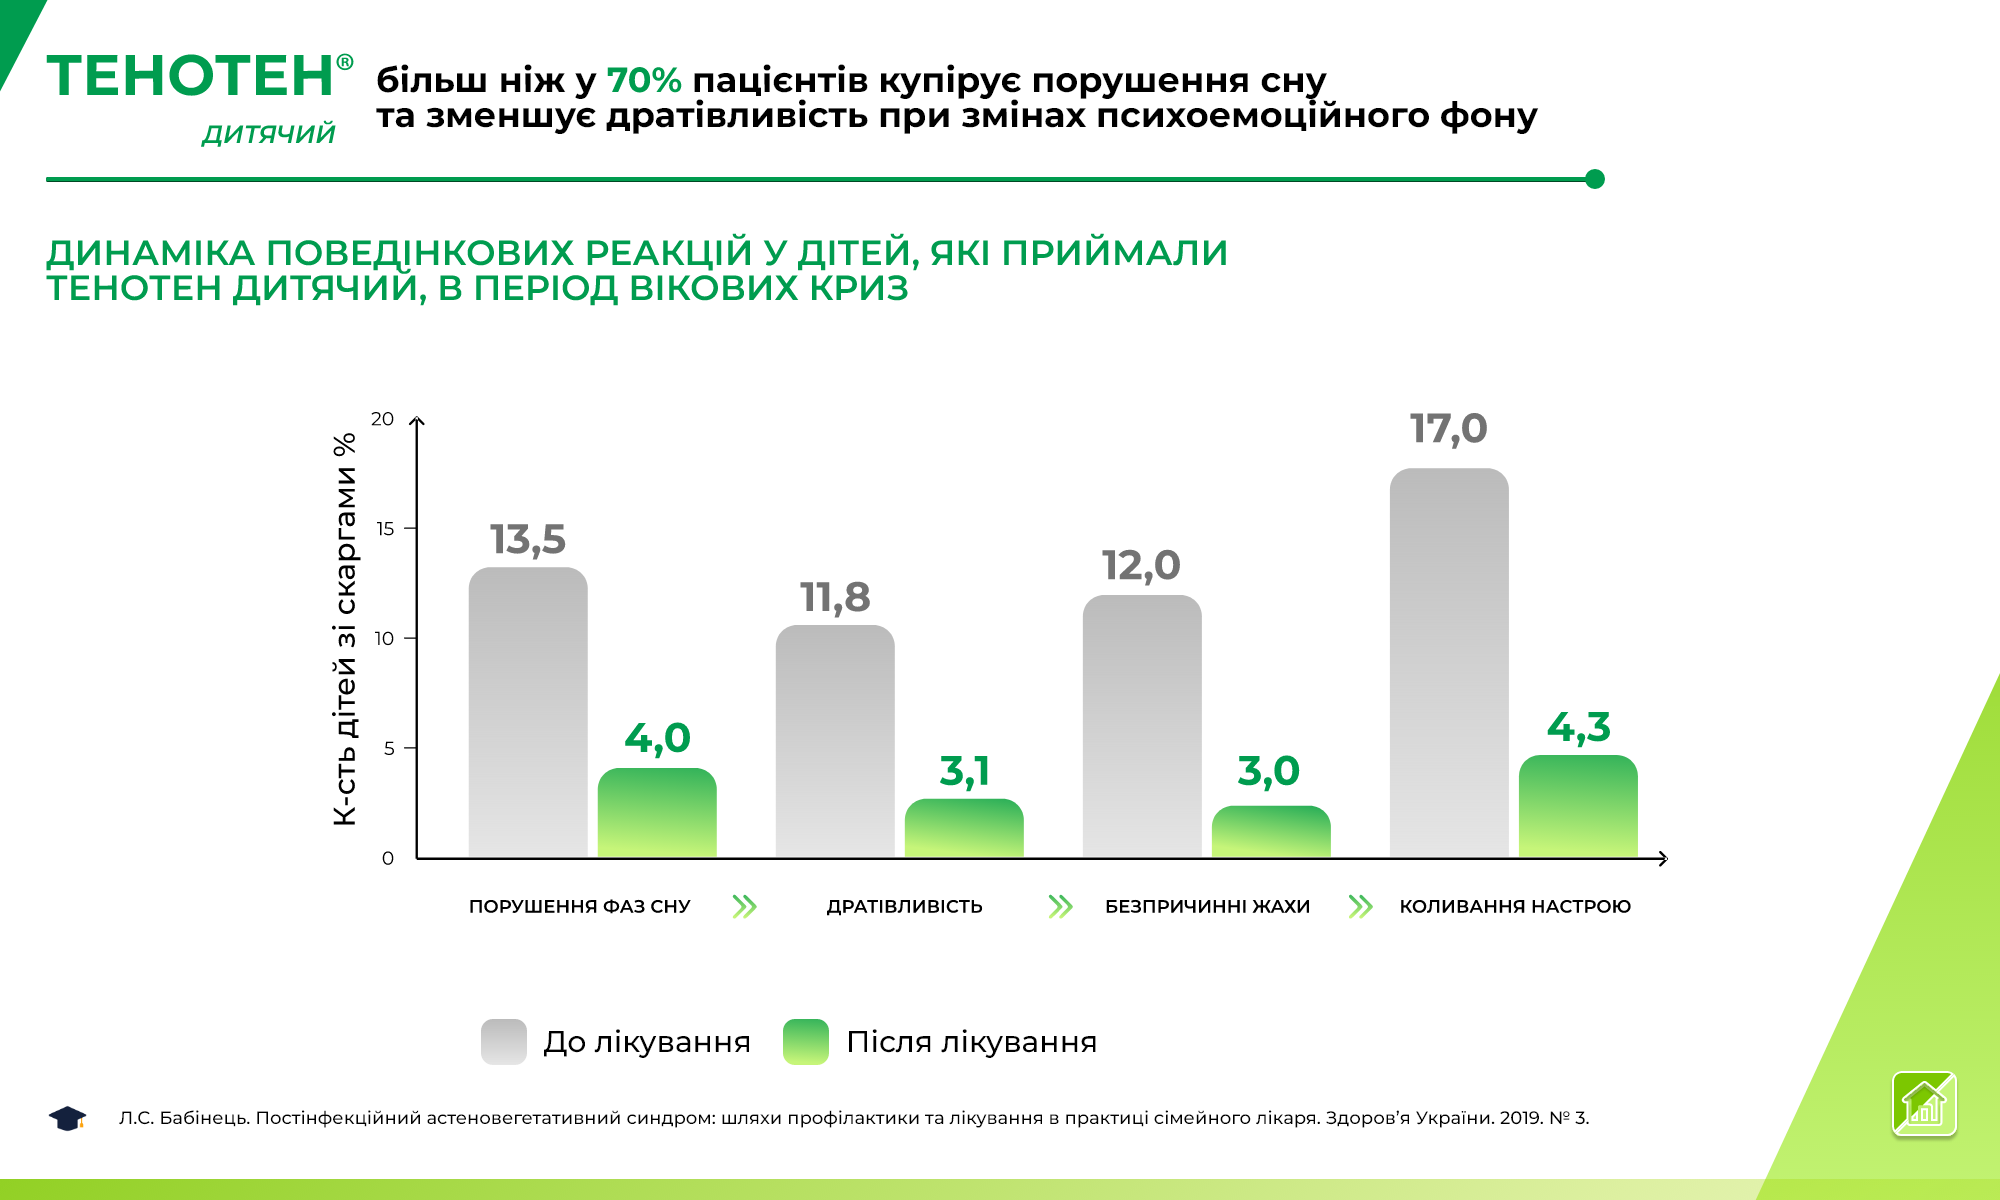 ТЕНОТЕН®
ДИТЯЧИЙ
більш ніж у 70% пацієнтів купірує порушення сну
та зменшує дратівливість при змінах психоемоційного фону
ДИНАМІКА ПОВЕДІНКОВИХ РЕАКЦІЙ У ДІТЕЙ, ЯКІ ПРИЙМАЛИ
ТЕНОТЕН ДИТЯЧИЙ, В ПЕРІОД ВІКОВИХ КРИЗ
К-сть дітей зі скаргами %
20
15
10
5
0
13,5
4,0
11,8
3,1
12,0
3,0
17,0
4,3
ПОРУШЕННЯ ФАЗ СНУ
ДРАТІВЛИВІСТЬ
БЕЗПРИЧИННІ ЖАХИ
КОЛИВАННЯ НАСТРОЮ
До лікування
Після лікування
Л.С. Бабінець. Постінфекційний астеновегетативний синдром: шляхи профілактики та лікування в практиці сімейного лікаря. Здоров’я України. 2019. № 3.